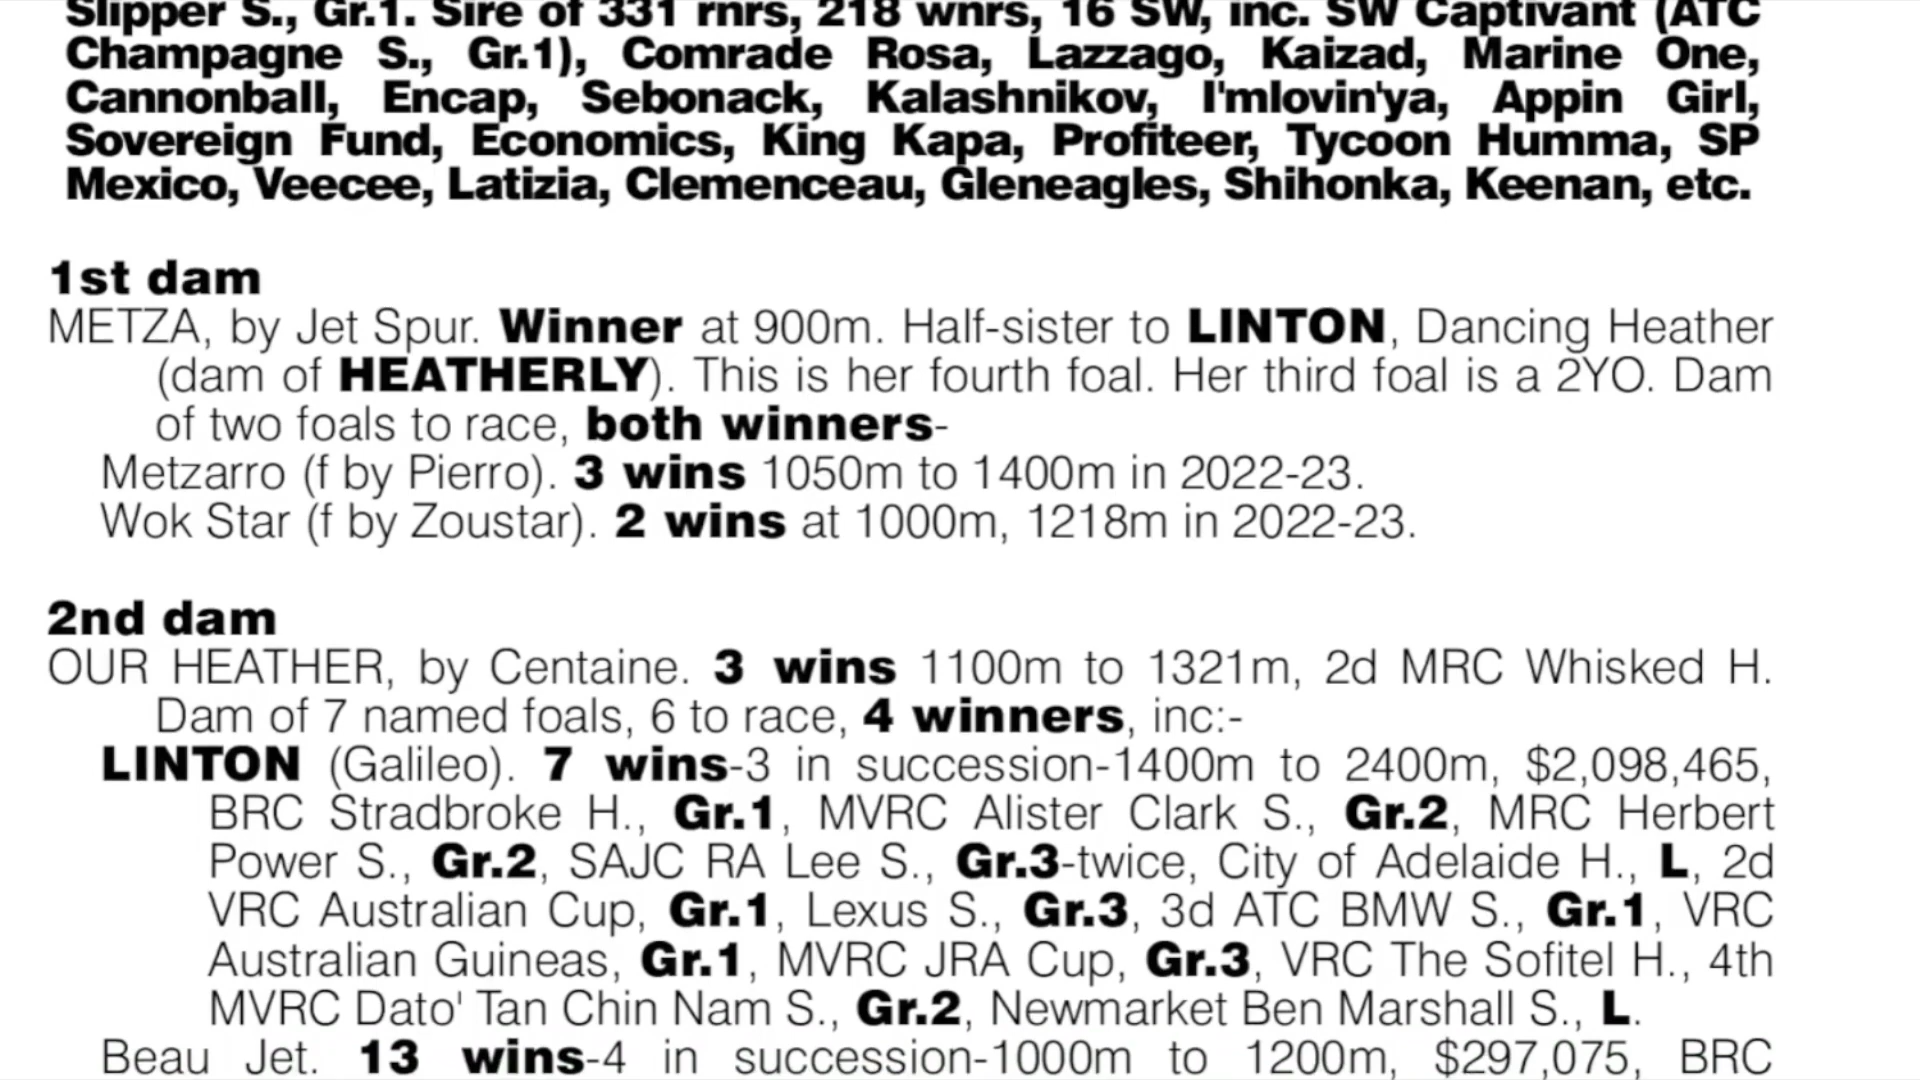 Slipper S., Gr.1. Sire of 331 rnrs, 218 wnrs, 16 SW, inc. SW Captivant (ATC
Champagne S., Gr.1), Comrade Rosa, Lazzago, Kaizad, Marine One,
Cannonball, Encap, Sebonack, Kalashnikov, I'mlovin'ya, Appin Girl,
Sovereign Fund, Economics, King Kapa, Profiteer, Tycoon Humma, SP
Mexico, Veecee, Latizia, Clemenceau, Gleneagles, Shihonka, Keenan, etc.
1st dam
METZA, by Jet Spur. Winner at 900m. Half-sister to LINTON, Dancing Heather
(dam of HEATHERLY). This is her fourth foal. Her third foal is a 2YO. Dam
of two foals to race, both winners-
Metzarro (f by Pierro). 3 wins 1050m to 1400m in 2022-23.
Wok Star (f by Zoustar). 2 wins at 1000m, 1218m in 2022-23.
2nd dam
OUR HEATHER, by Centaine. 3 wins 1100m to 1321m, 2d MRC Whisked H.
Dam of 7 named foals, 6 to race, 4 winners, inc:-
LINTON (Galileo). 7 wins-3 in succession-1400m to 2400m, $2,098,465,
BRC Stradbroke H., Gr.1, MVRC Alister Clark S., Gr.2, MRC Herbert
Power S., Gr.2, SAJC RA Lee S., Gr.3-twice, City of Adelaide H., L, 2d
VRC Australian Cup, Gr.1, Lexus S., Gr.3, 3d ATC BMW S., Gr.1, VRC
Australian Guineas, Gr.1, MVRC JRA Cup, Gr.3, VRC The Sofitel H., 4th
MVRC Dato' Tan Chin Nam S., Gr.2, Newmarket Ben Marshall S., L.
Beau Jet. 13 wins-4 in succession-1000m to 1200m, $297,075, BRC